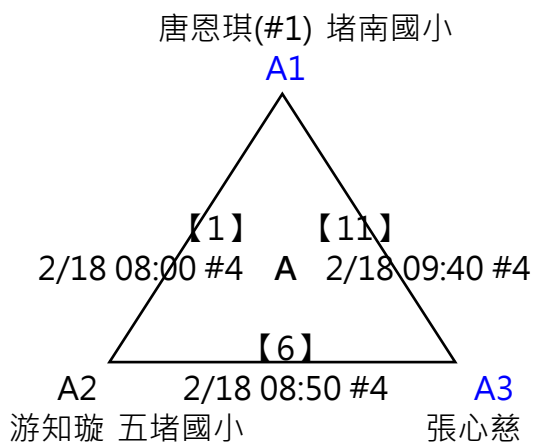 唐恩琪(#1) 堵南國小
A1
【1】 【11】
2/18 08:00 #4 A 2/18 09:40 #4
【6】
A2 2/18 08:50 #4 A3
游知璇 五堵國小 張心慈